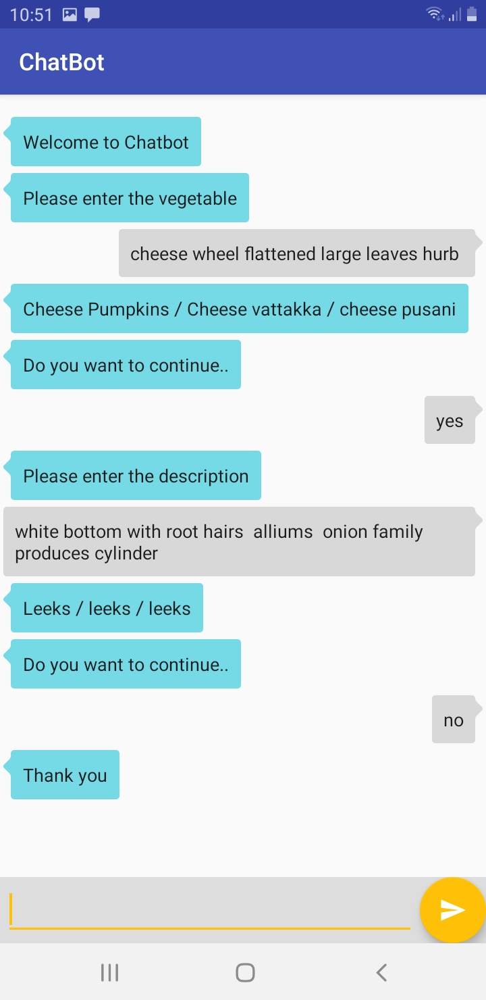 10:51
ChatBot
Welcome to Chatbot
Please enter the vegetable
cheese wheel flattened large leaves hurb
Cheese Pumpkins / Cheese vattakka / cheese pusani
Do you want to continue..
yes
Please enter the description
white bottom with root hairs  alliums  onion family
produces cylinder
Leeks / leeks / leeks
Do you want to continue..
no
Thank you